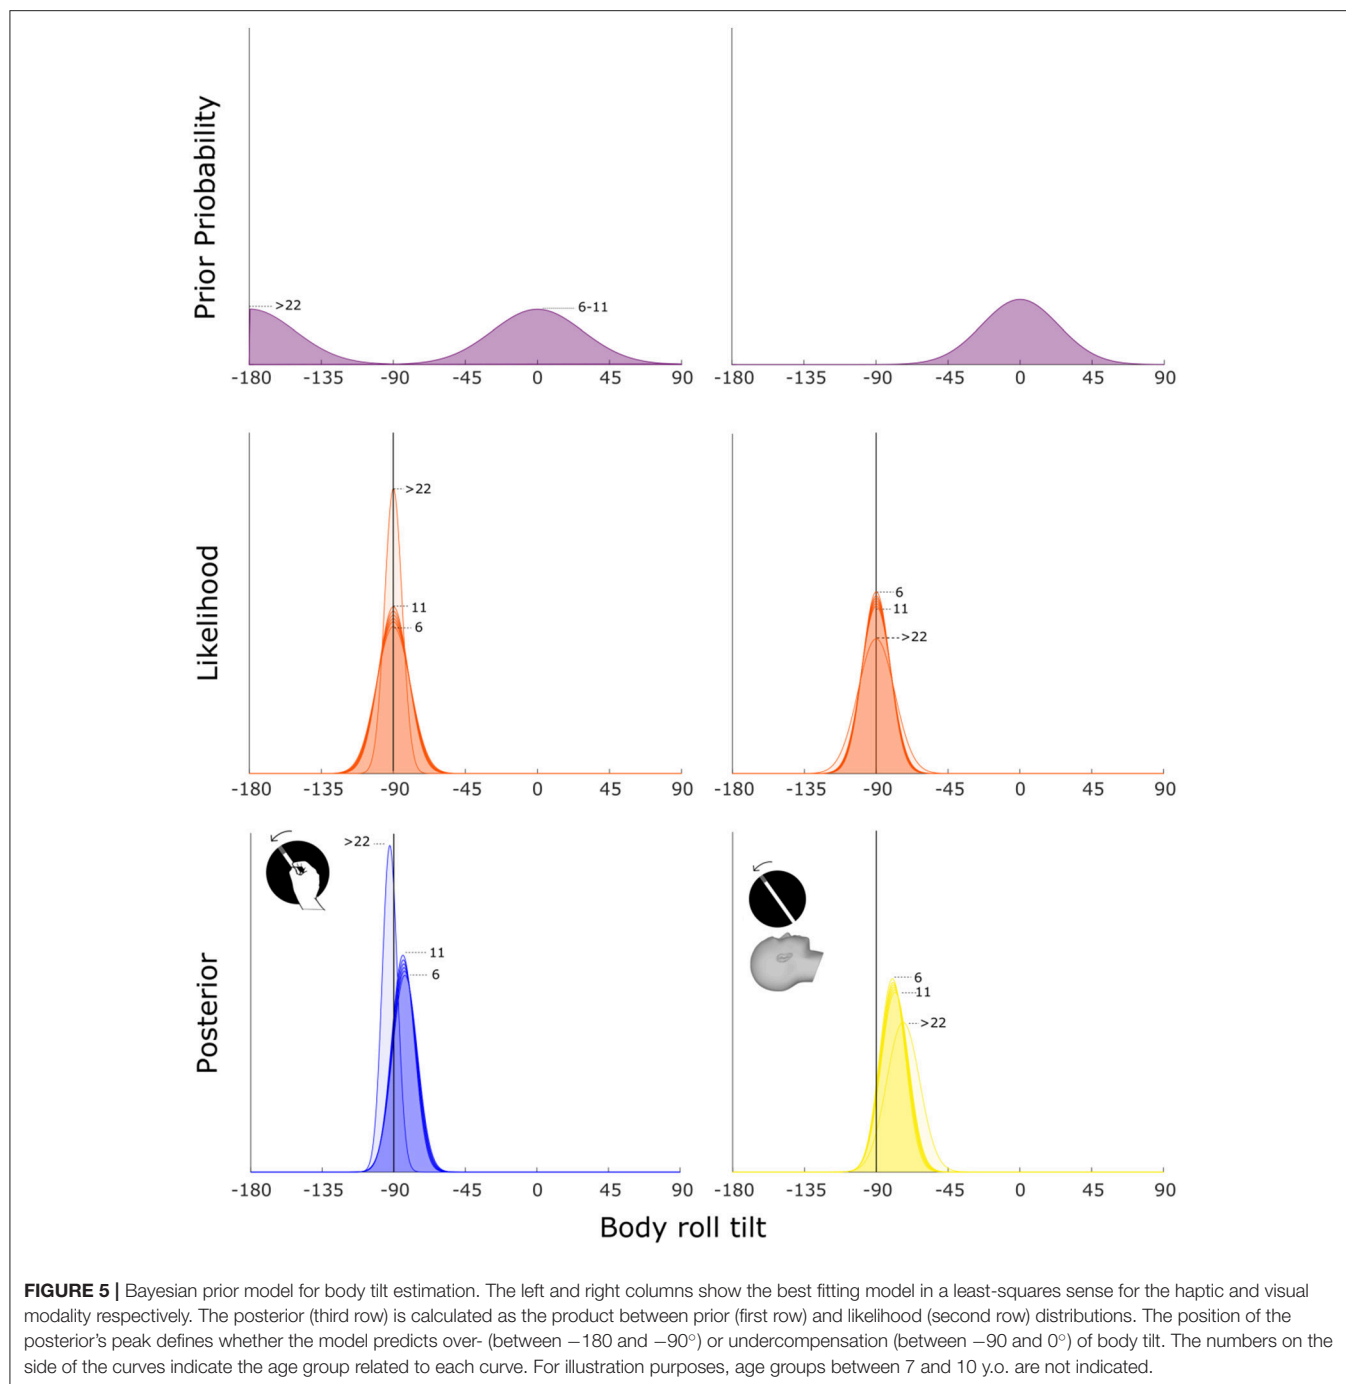 Prior Priobability
>22
6-11
-180 -135 -90 -45 0 45 90
-180 -135 -90 -45 0 45 90
Likelihood
>22
11
6
6
11
>22
-180 -135 -90 -45 0 45 90
-180 -135 -90 -45 0 45 90
Posterior
>22
11
6
6
11
>22
-180 -135 -90 -45 0 45 90
-180 -135 -90 -45 0 45 90
Body roll tilt
FIGURE 5 | Bayesian prior model for body tilt estimation. The left and right columns show the best fitting model in a least-squares sense for the haptic and visual
modality respectively. The posterior (third row) is calculated as the product between prior (first row) and likelihood (second row) distributions. The position of the
posterior’s peak defines whether the model predicts over- (between −180 and −90°) or undercompensation (between −90 and 0°) of body tilt. The numbers on the
side of the curves indicate the age group related to each curve. For illustration purposes, age groups between 7 and 10 y.o. are not indicated.